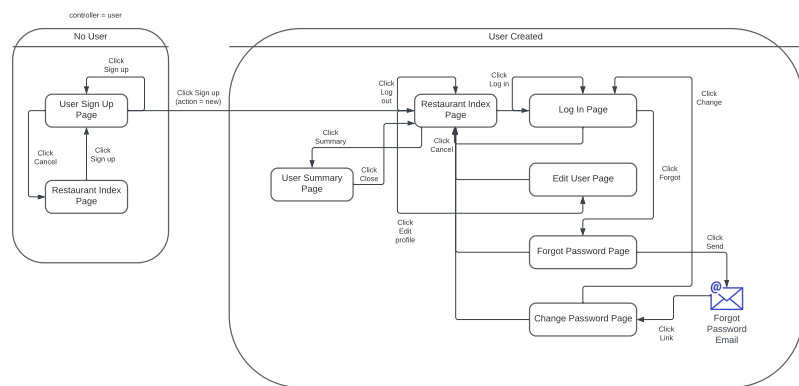 controller = user
No User
User Created
Click
Sign up
User Sign Up
Page
Click
Cancel
Click
Sign up
Restaurant Index
Page
Click Sign up
(action = new)
Click
Log
out
Restaurant Index
Page
Click
Log in
Log In Page
Click
Change
Click
Summary
Click
Cancel
User Summary
Page
Click
Close
Edit User Page
Click
Forgot
Click
Edit
profile
Forgot Password Page
Click
Send
Change Password Page
Click
Link
@
Forgot
Password
Email